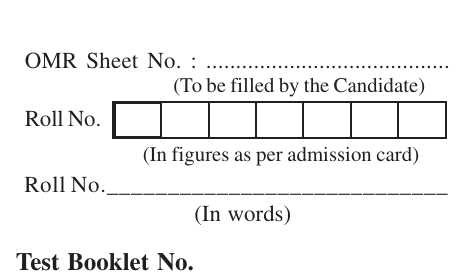 OMR Sheet No. : ..........................................
(To be filled by the Candidate)
Roll No.
(In figures as per admission card)
Roll No.______________________________
(In words)
Test Booklet No.